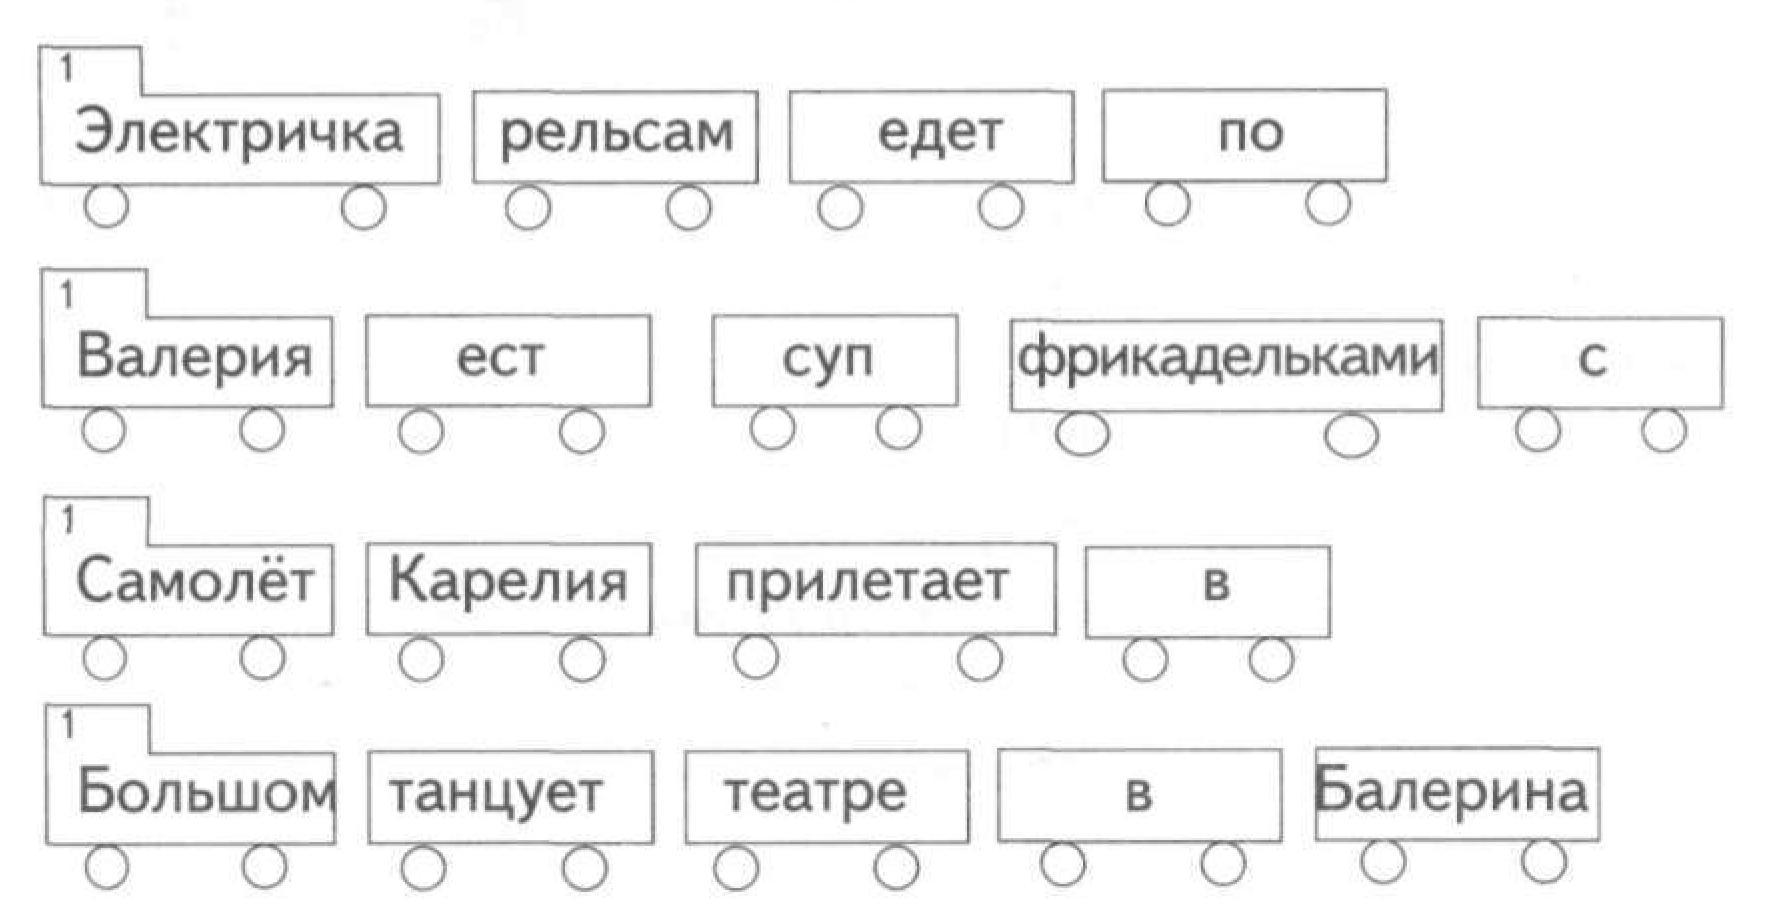 1
Электричка рельсам едет по
1
Валерия ест суп фрикадельками с
1
Самолёт Карелия прилетает в
1
Большом танцует театре в Балерина